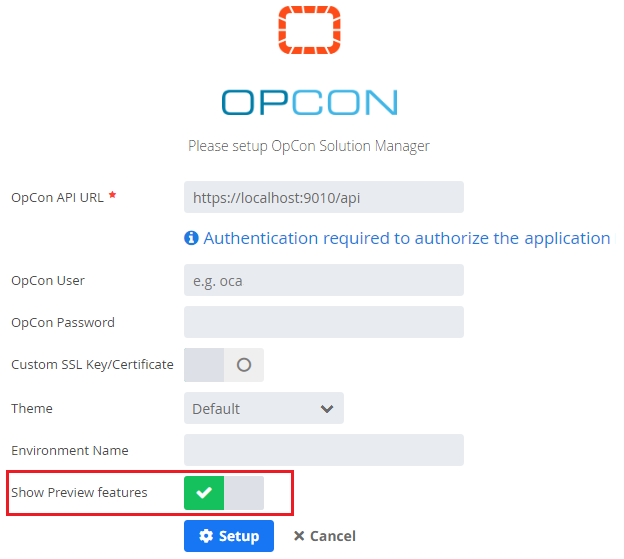 OPCON
Please setup OpCon Solution Manager
OpCon API URL *
https://localhost:9010/api
Authentication required to authorize the application
OpCon User
e.g. oca
OpCon Password
Custom SSL Key/Certificate
Theme
Default
Environment Name
Show Preview features
Setup
Cancel